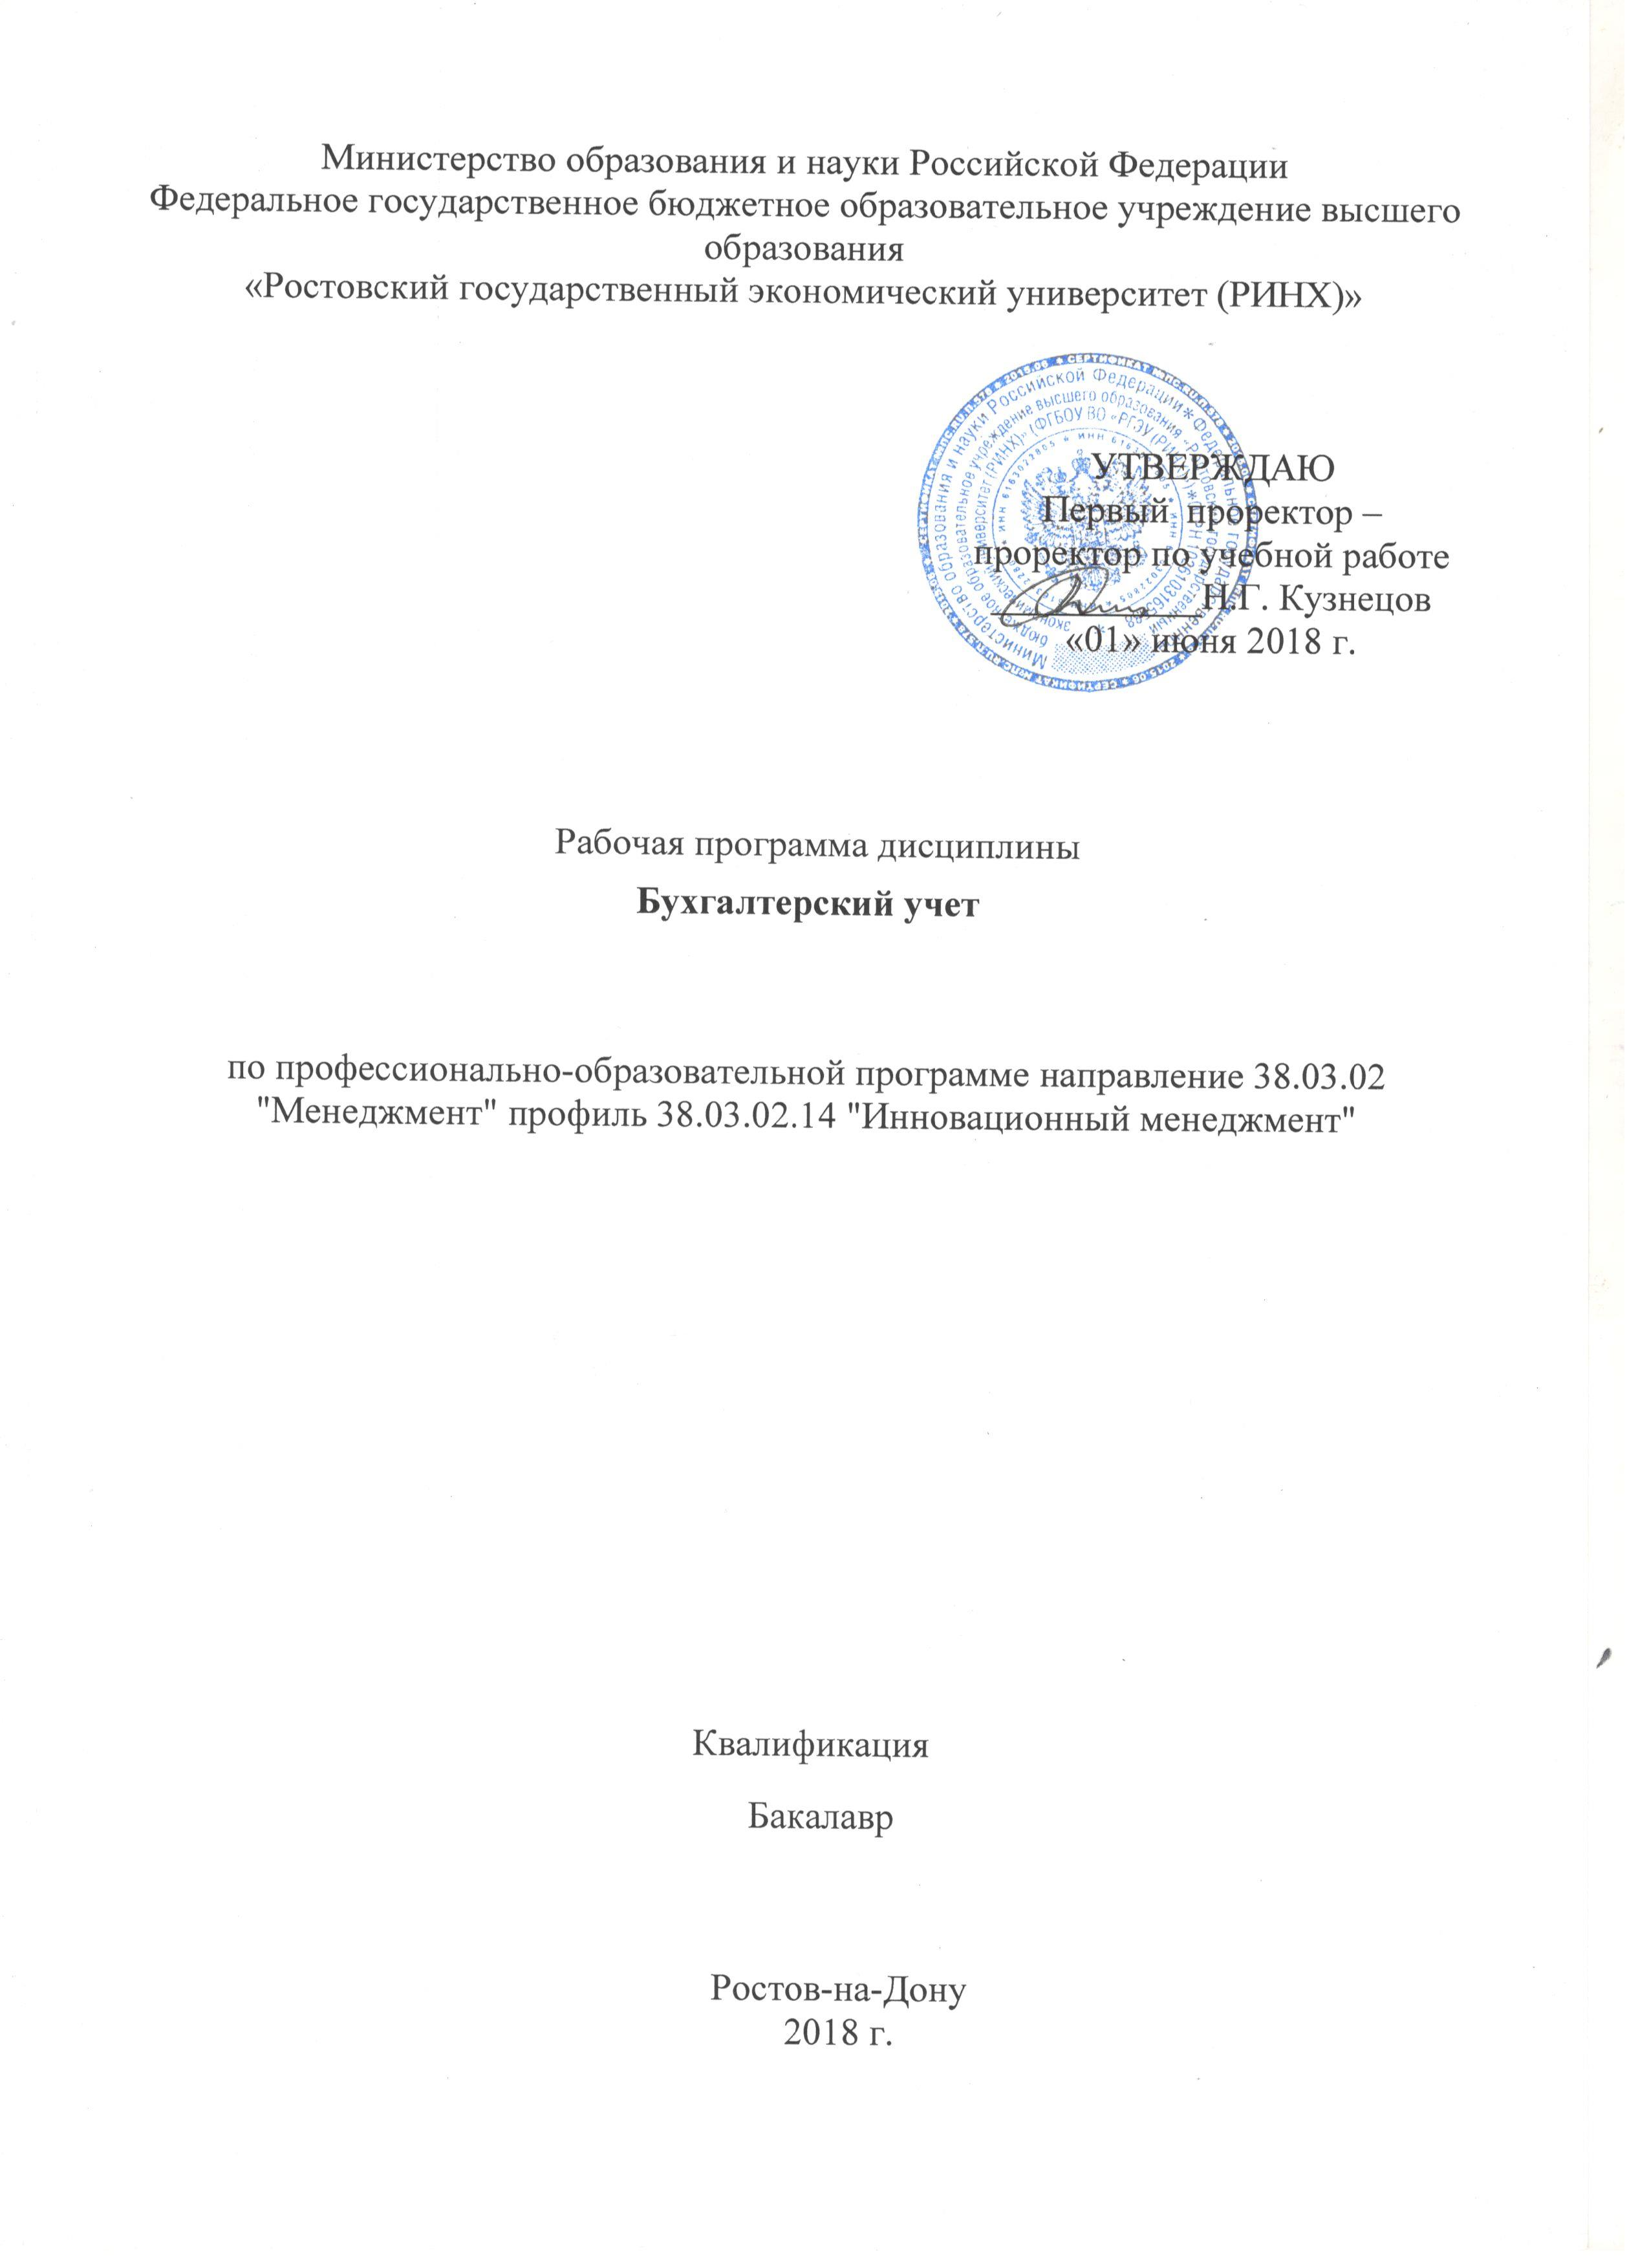 Министерство образования и науки Российской Федерации
Федеральное государственное бюджетное образовательное учреждение высшего
образования
«Ростовский государственный экономический университет (РИНХ)»
УТВЕРЖДАЮ
Первый проректор –
проректор по учебной работе
Н.Г. Кузнецов
«01» июня 2018 г.
Рабочая программа дисциплины
Бухгалтерский учет
по профессионально-образовательной программе направление 38.03.02
"Менеджмент" профиль 38.03.02.14 "Инновационный менеджмент"
Квалификация
Бакалавр
Ростов-на-Дону
2018 г.